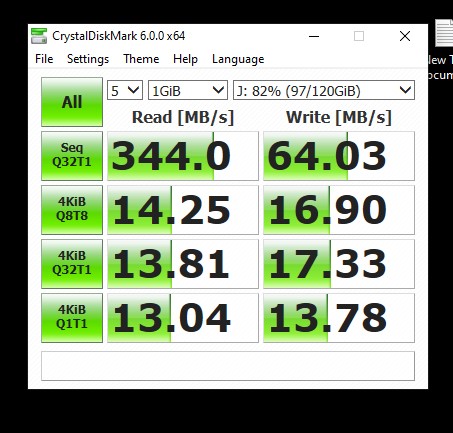 CrystalDiskMark 6.0.0 x64
File Settings Theme Help Language
All 5 1GiB J: 82% (97/120GiB)
Read [MB/s] Write [MB/s]
Seq
Q32T1 344.0 64.03
4KiB
Q8T8 14.25 16.90
4KiB
Q32T1 13.81 17.33
4KiB
Q1T1 13.04 13.78